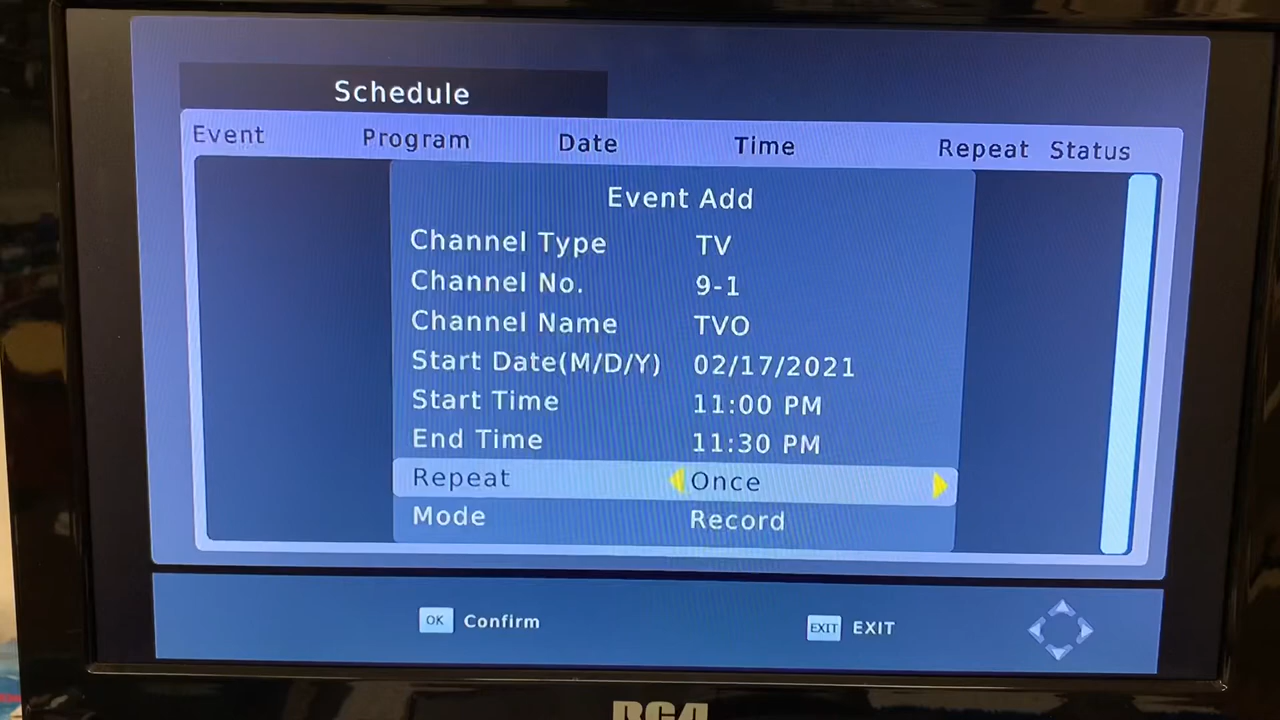 Schedule
Event Program Date Time Repeat Status
Event Add
Channel Type TV
Channel No. 9-1
Channel Name TVO
Start Date(M/D/Y) 02/17/2021
Start Time 11:00 PM
End Time 11:30 PM
Repeat Once
Mode Record
OK Confirm EXIT EXIT
RCA